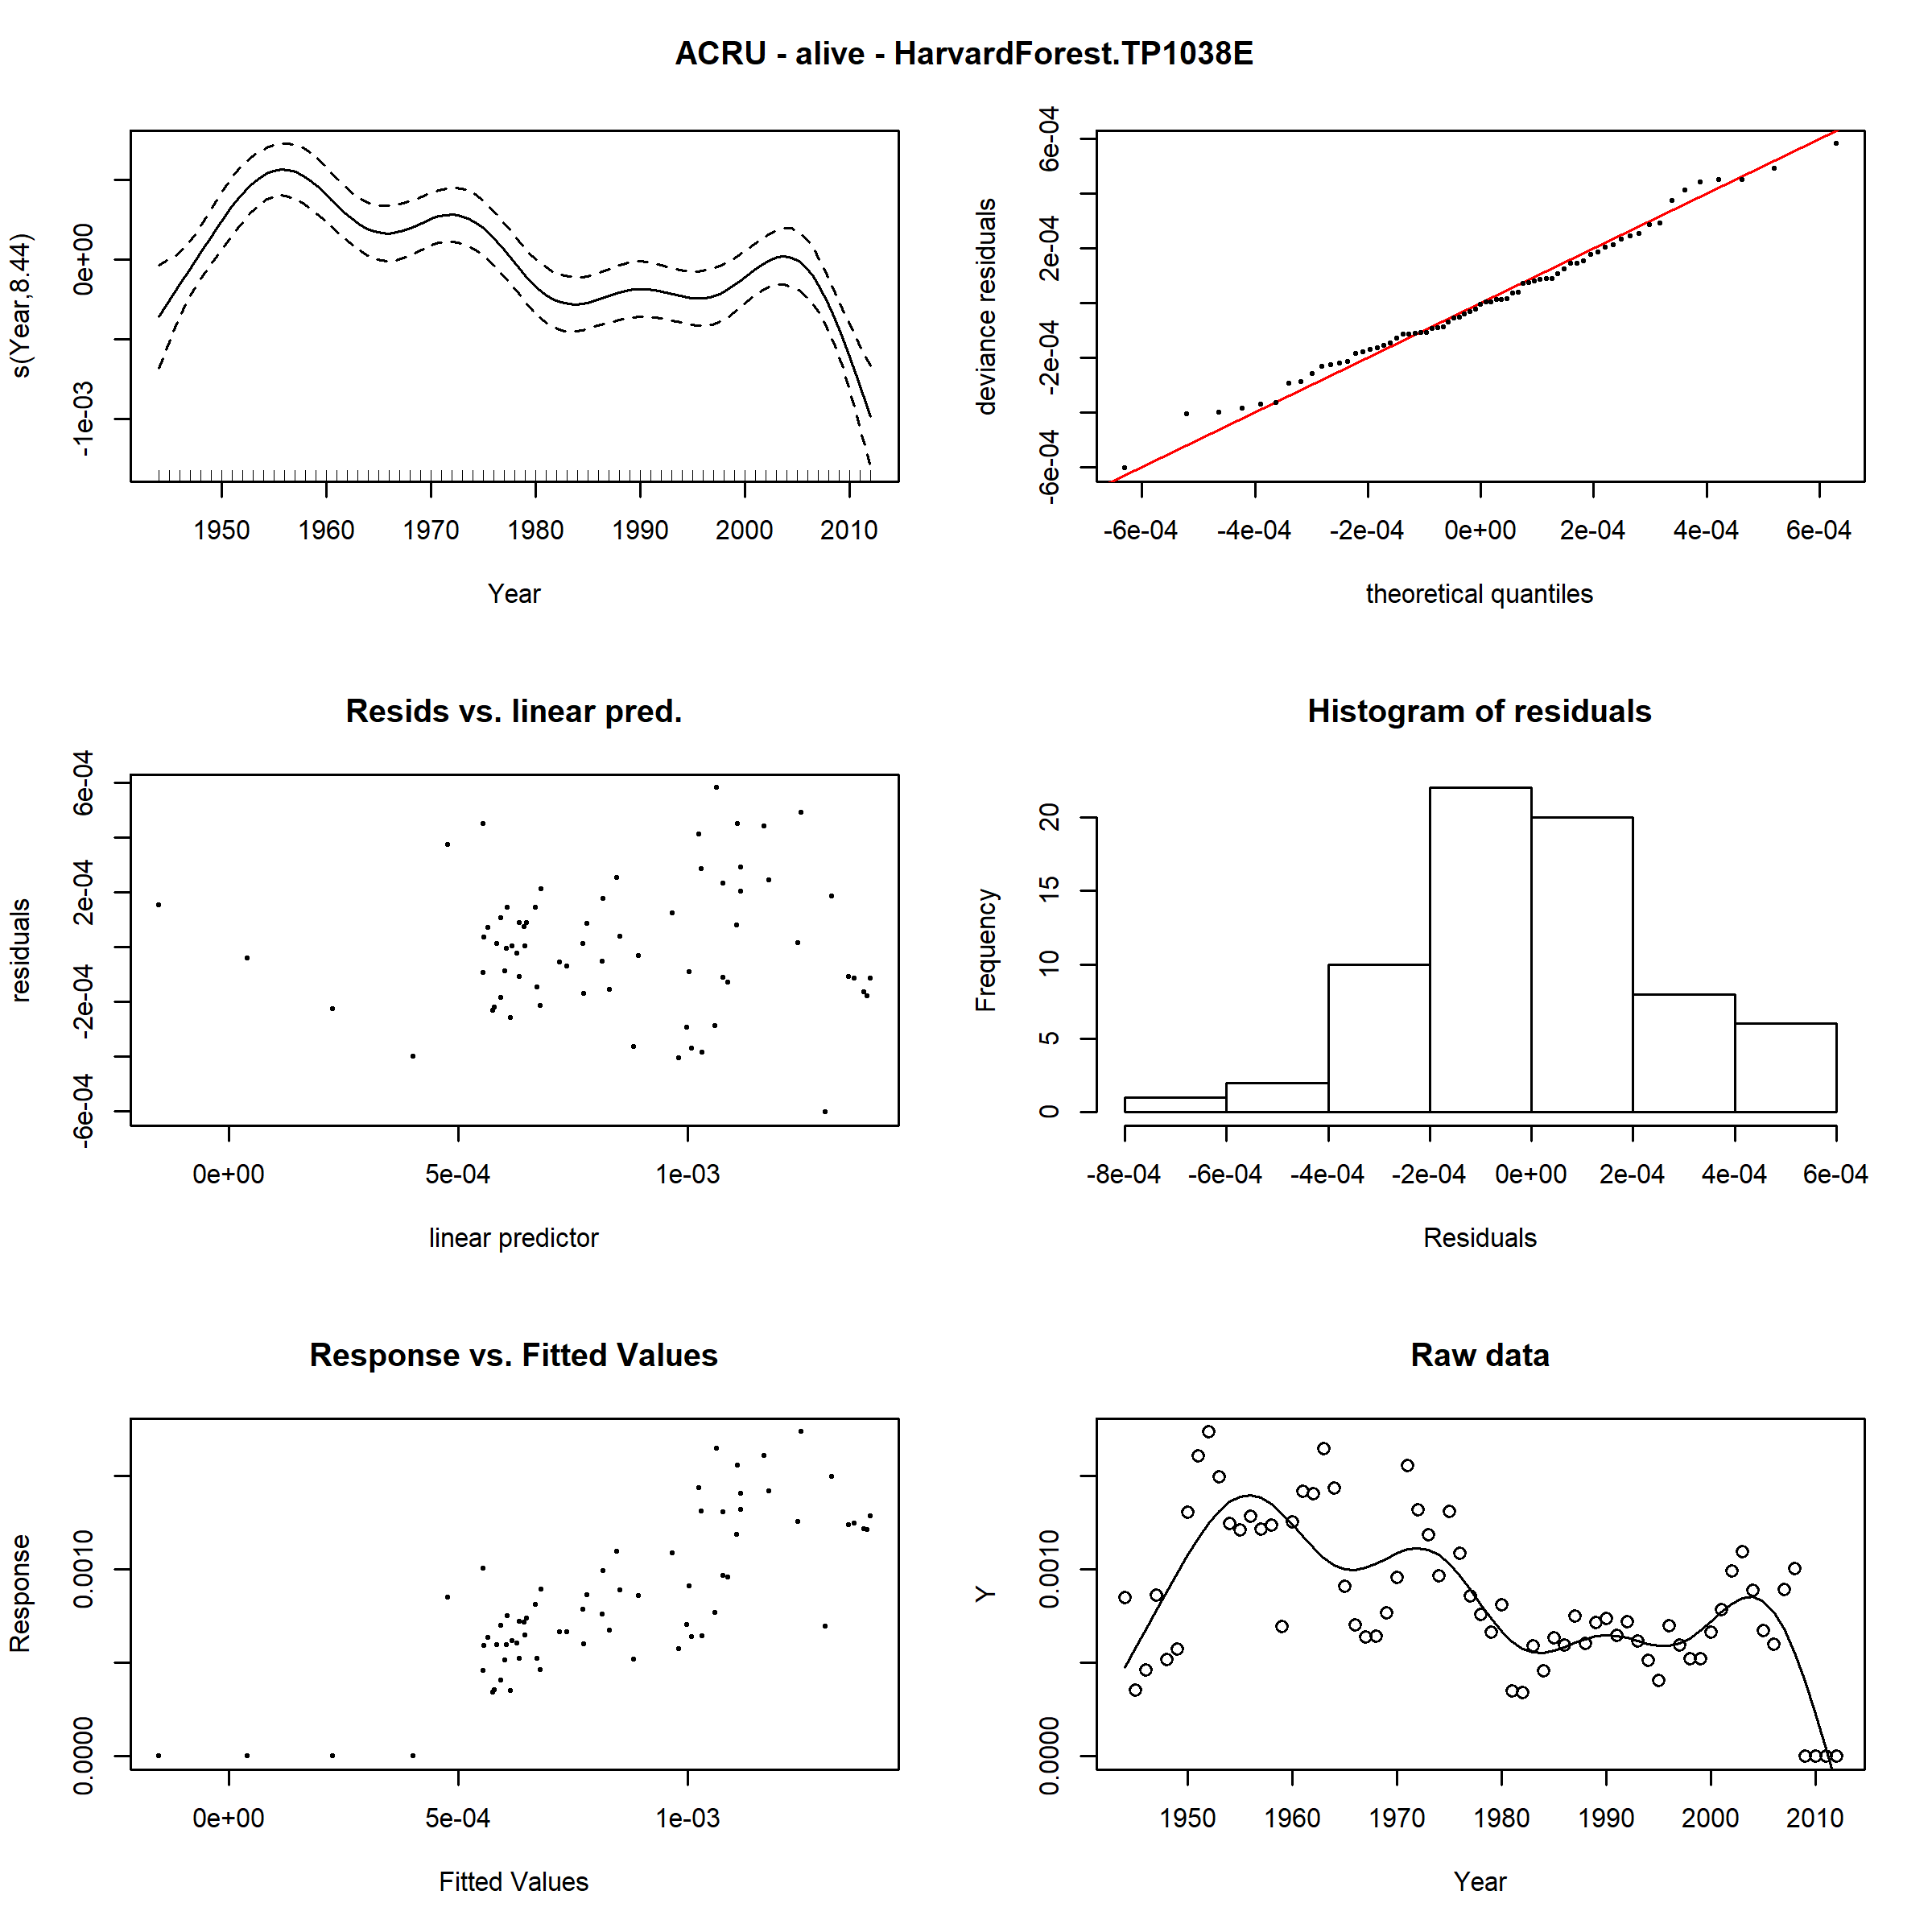 ACRU - alive - HarvardForest.TP1038E
s(Year,8.44)
-1e-03 0e+00
1950 1960 1970 1980 1990 2000 2010
Year
deviance residuals
-6e-04 -2e-04 2e-04 6e-04
-6e-04 -4e-04 -2e-04 0e+00 2e-04 4e-04 6e-04
theoretical quantiles
Resids vs. linear pred.
residuals
-6e-04 -2e-04 2e-04 6e-04
0e+00 5e-04 1e-03
linear predictor
Histogram of residuals
Frequency
0 5 10 15 20
-8e-04 -6e-04 -4e-04 -2e-04 0e+00 2e-04 4e-04 6e-04
Residuals
Response vs. Fitted Values
Response
0.0000 0.0010
0e+00 5e-04 1e-03
Fitted Values
Raw data
Y
0.0000 0.0010
1950 1960 1970 1980 1990 2000 2010
Year